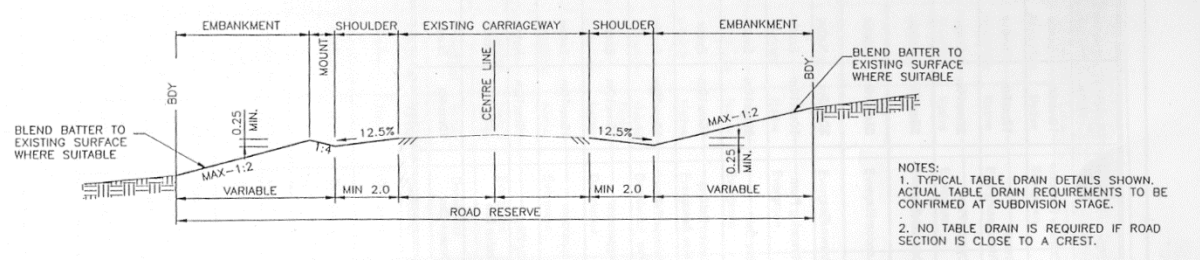 EMBANKMENT SHOULDER EXISTING CARRIAGEWAY SHOULDER EMBANKMENT
MOUNT
CENTRE LINE
BDY
BDY
BLEND BATTER TO
EXISTING SURFACE
WHERE SUITABLE
0.25
MIN.
12.5%
12.5%
MAX-1:2
BLEND BATTER TO
EXISTING SURFACE
WHERE SUITABLE
MAX-1:2
1:4
0.25
MIN.
VARIABLE MIN 2.0 MIN 2.0 VARIABLE
ROAD RESERVE
NOTES:
1. TYPICAL TABLE DRAIN DETAILS SHOWN.
ACTUAL TABLE DRAIN REQUIREMENTS TO BE
CONFIRMED AT SUBDIVISION STAGE.
.
2. NO TABLE DRAIN IS REQUIRED IF ROAD
SECTION IS CLOSE TO A CREST.